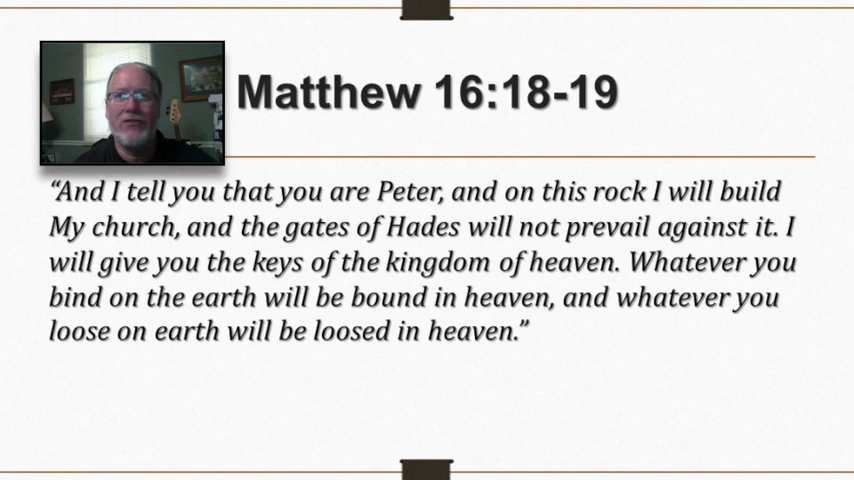 Matthew 16:18-19
“And I tell you that you are Peter, and on this rock I will build
My church, and the gates of Hades will not prevail against it. I
will give you the keys of the kingdom of heaven. Whatever you
bind on the earth will be bound in heaven, and whatever you
loose on earth will be loosed in heaven.”